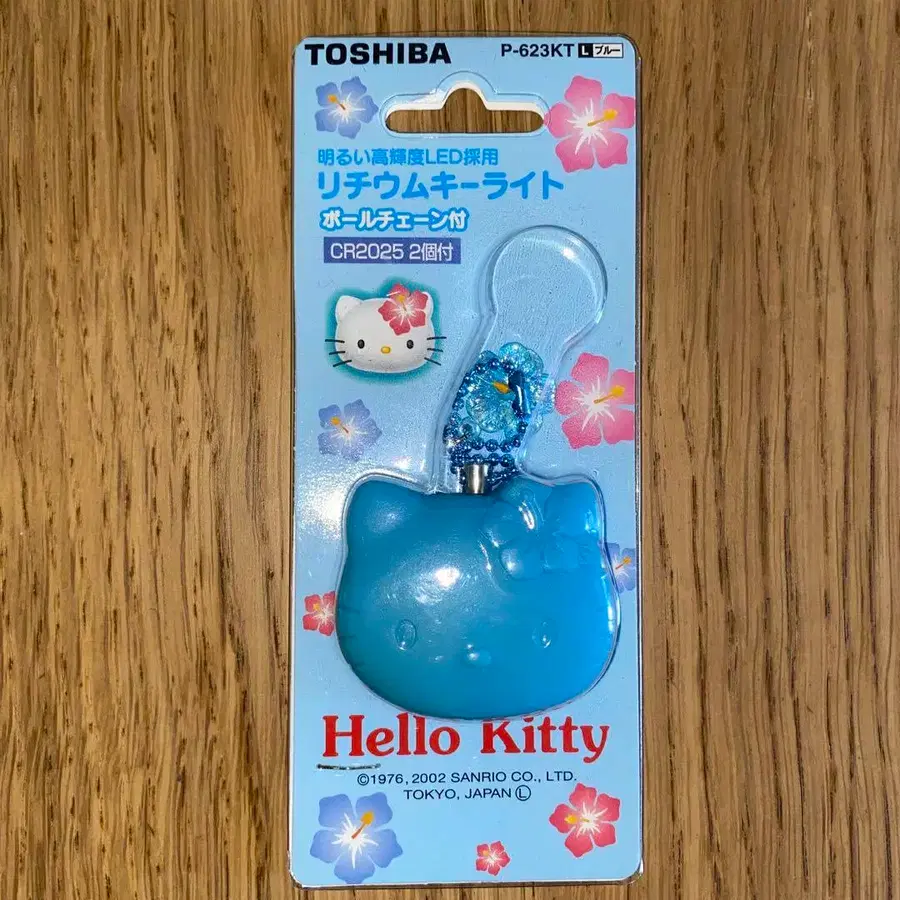 TOSHIBA P-623KT L ブルー
明るい高輝度LED採用
リチウムキーライト
ボールチェーン付
CR2025 2個付
Hello Kitty
©1976, 2002 SANRIO CO., LTD.
TOKYO, JAPAN Ⓛ